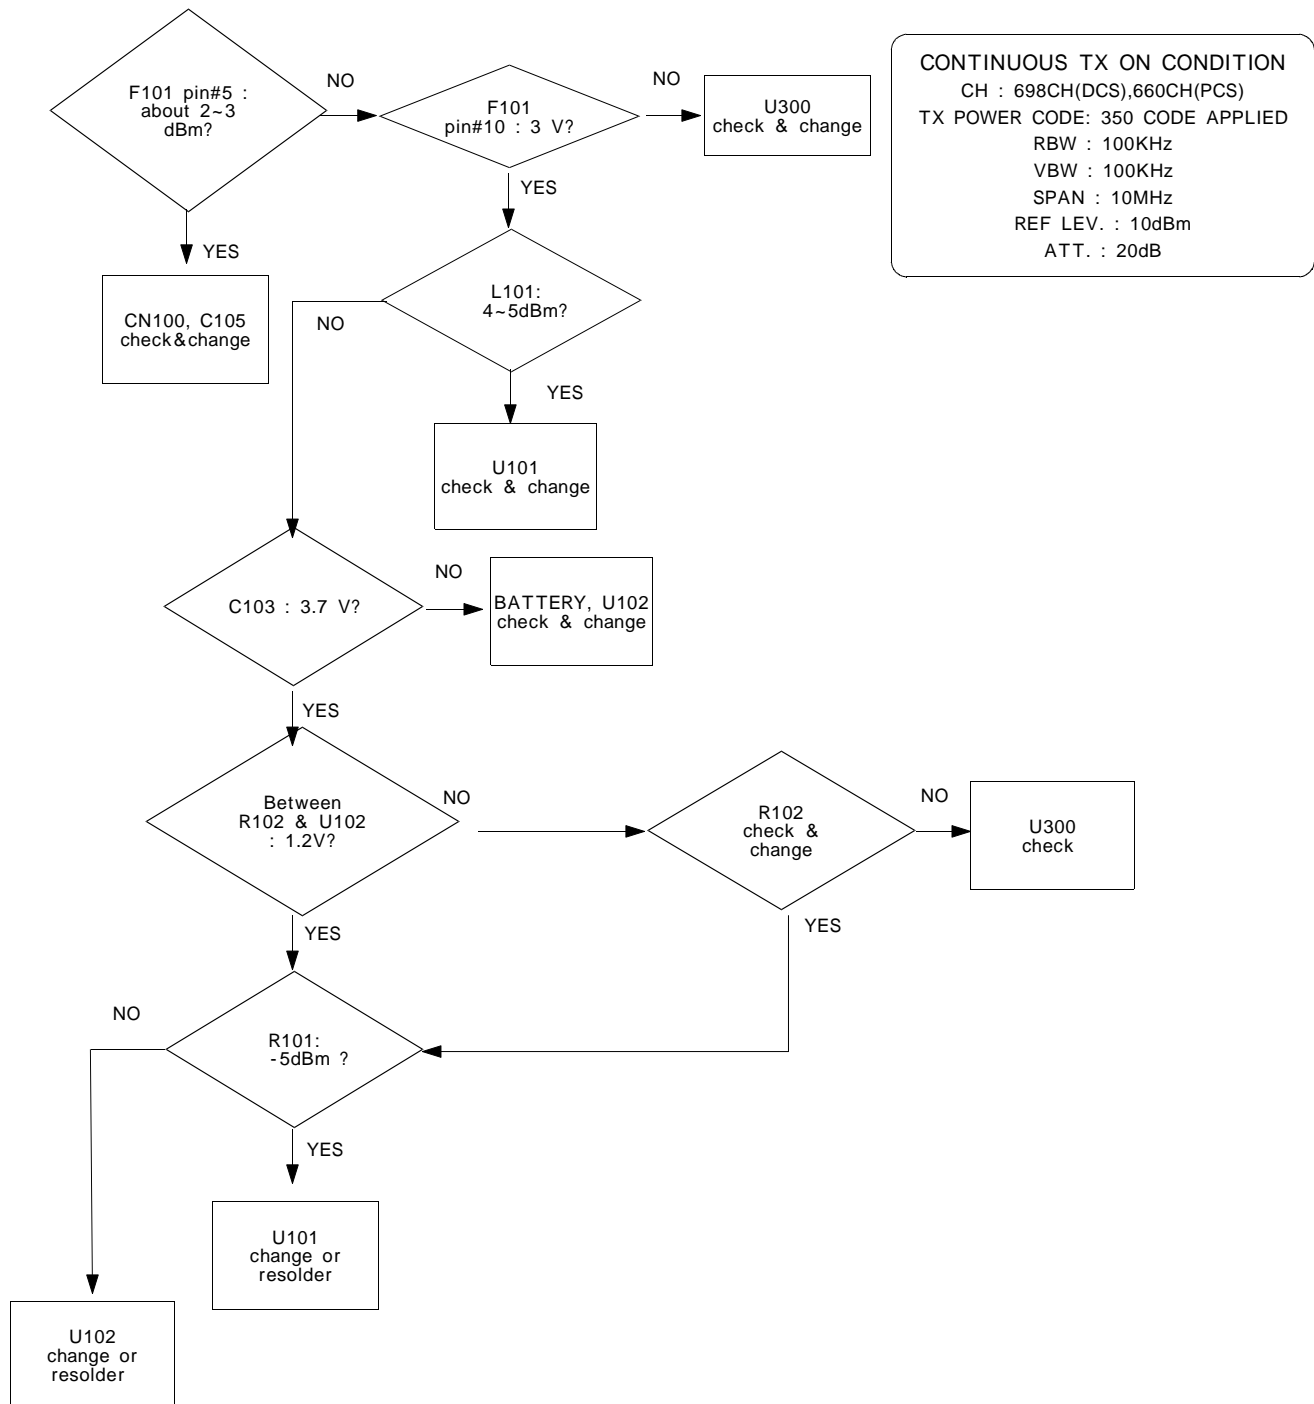 F101 pin#5 :
about 2~3
dBm?
NO
F101
pin#10 : 3 V?
NO
U300
check & change
CONTINUOUS TX ON CONDITION
CH : 698CH(DCS),660CH(PCS)
TX POWER CODE: 350 CODE APPLIED
RBW : 100KHz
VBW : 100KHz
SPAN : 10MHz
REF LEV. : 10dBm
ATT. : 20dB
YES
YES
CN100, C105
check&change
L101:
4~5dBm?
NO
YES
U101
check & change
C103 : 3.7 V?
NO
BATTERY, U102
check & change
YES
Between
R102 & U102
: 1.2V?
NO
R102
check &
change
NO
U300
check
YES
YES
NO
R101:
-5dBm ?
YES
U101
change or
resolder
U102
change or
resolder